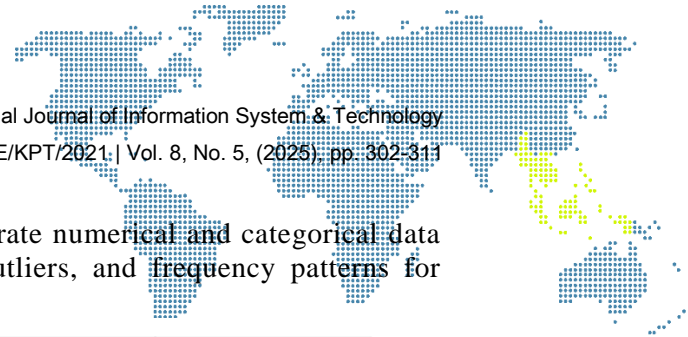 al Journal of Information System & Technology
E/KPT/2021 | Vol. 8, No. 5, (2025), pp. 302-311
rate numerical and categorical data
utliers, and frequency patterns for